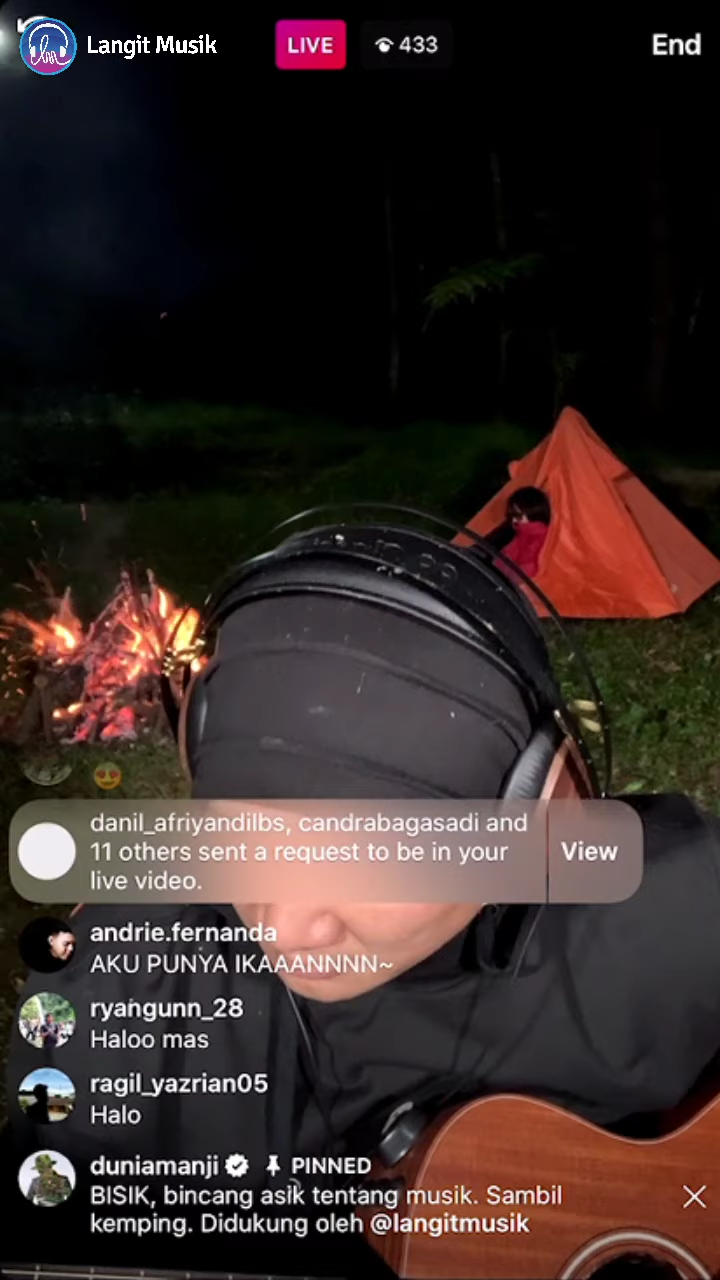 Langit Musik
LIVE
433
End
danil_afriyandilbs, candrabagasadi and
11 others sent a request to be in your
live video.
View
andrie.fernanda
AKU PUNYA IKAAANNNN~
ryangunn_28
Haloo mas
ragil_yazrian05
Halo
duniamanji PINNED
BISIK, bincang asik tentang musik. Sambil
kemping. Didukung oleh @langitmusik